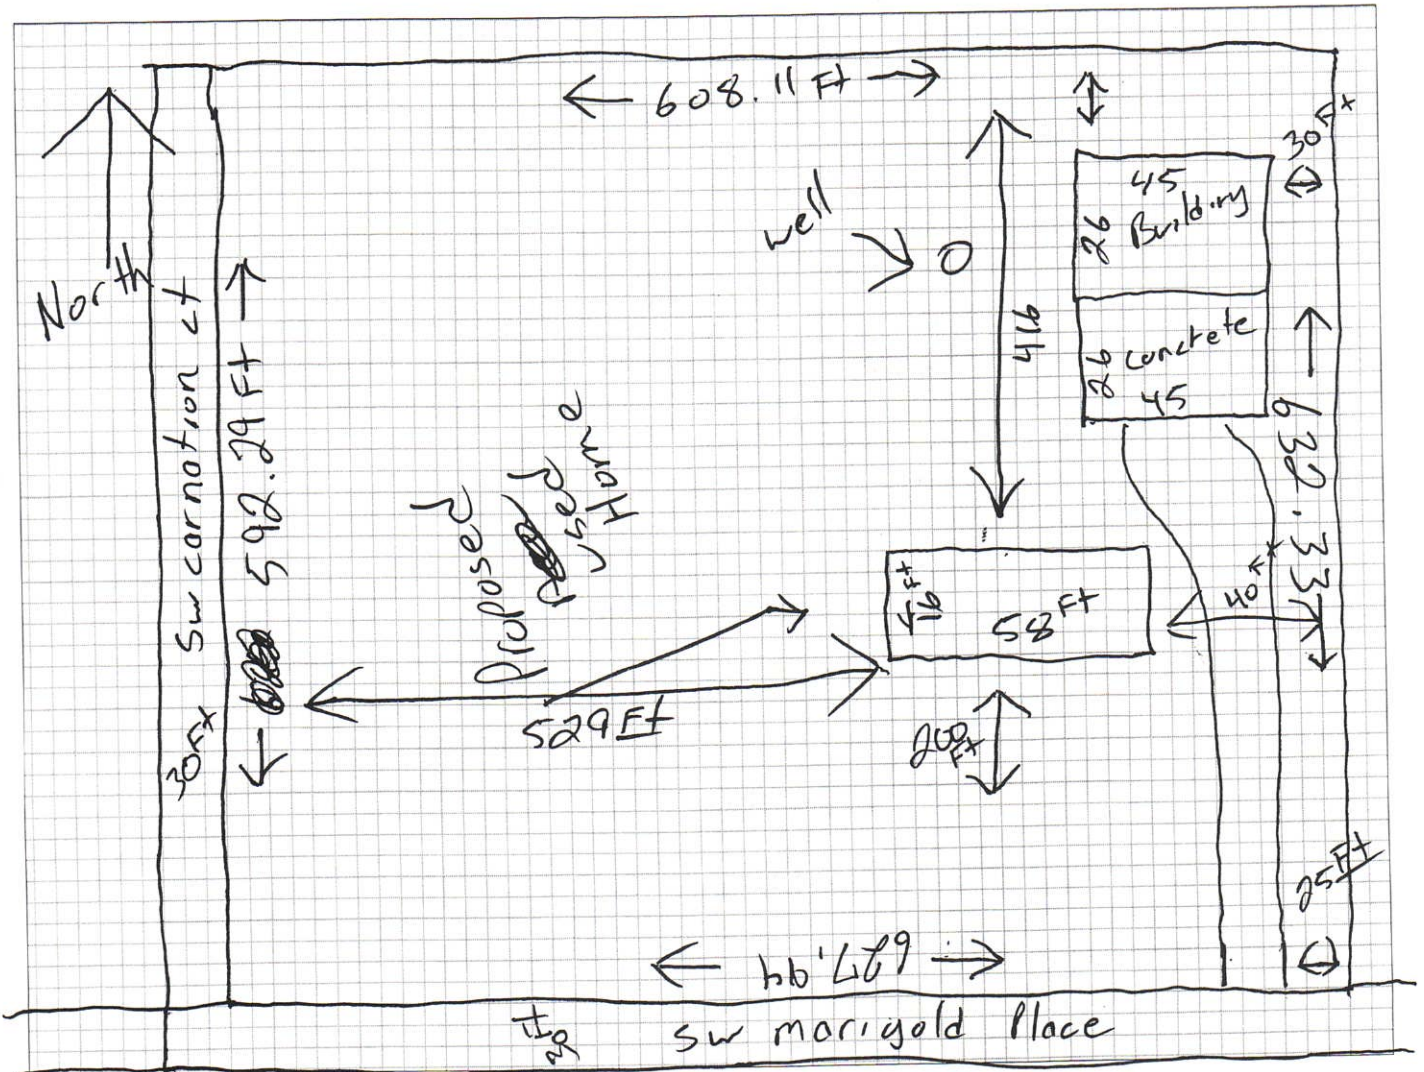 608.11 Ft
30 Ft
North
well
45
Building
26
416
concrete
26
45
SW carnotion ct
592.29 Ft
632.33
Proposed
used
Home
16 Ft
58 Ft
40 Ft
529 Ft
200 Ft
30 Ft
25 Ft
627.99
SW marigold Place